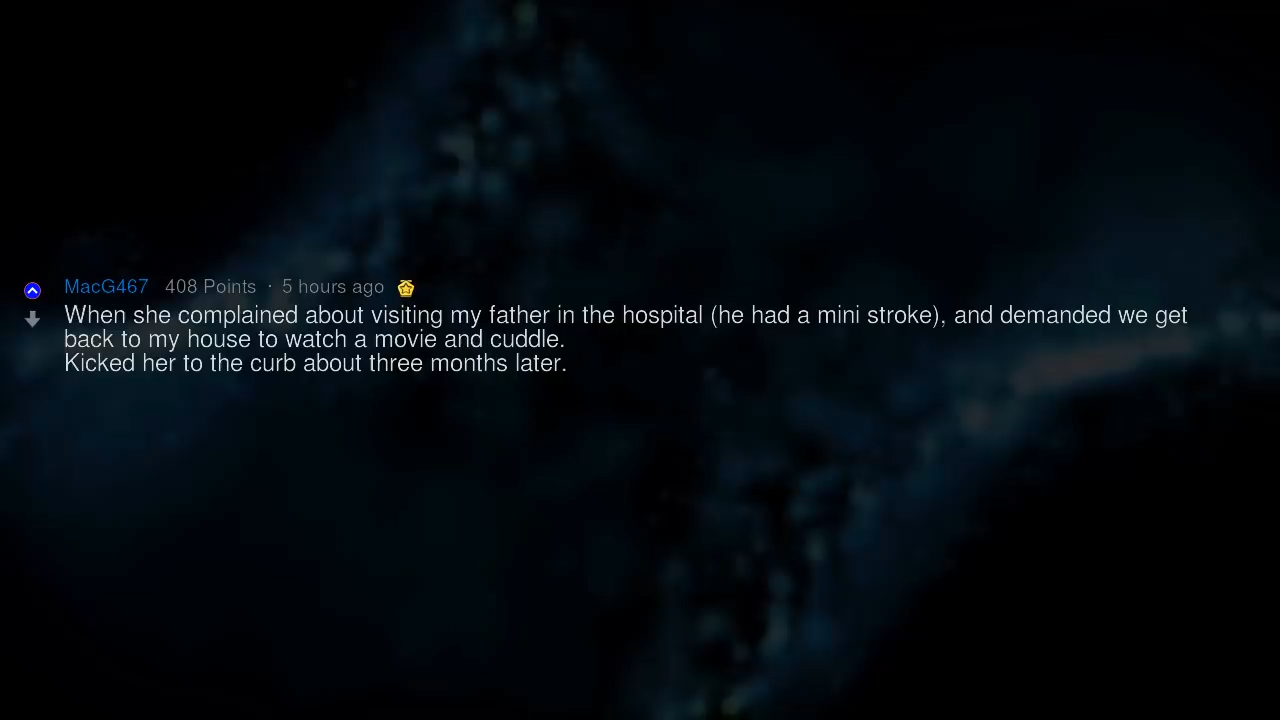 MacG467 408 Points · 5 hours ago
When she complained about visiting my father in the hospital (he had a mini stroke), and demanded we get
back to my house to watch a movie and cuddle.
Kicked her to the curb about three months later.